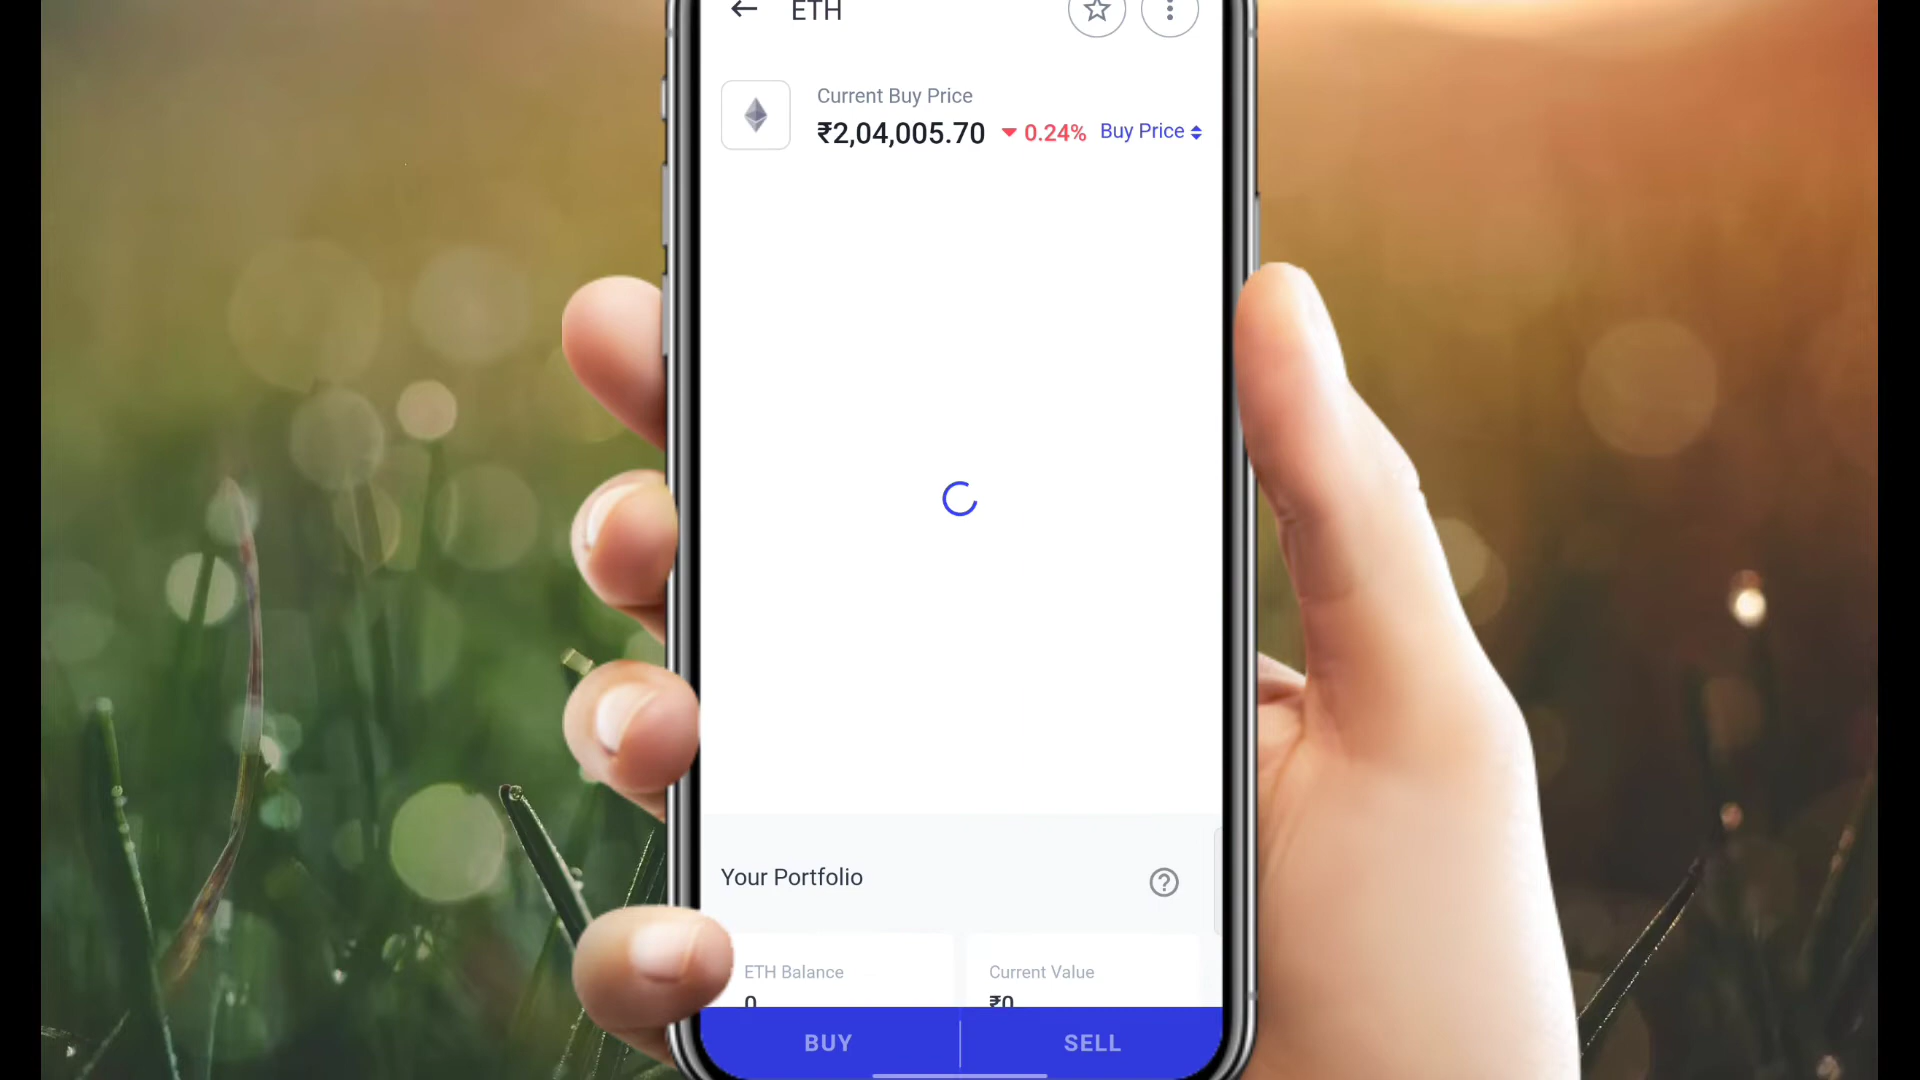 ETH
Current Buy Price
₹2,04,005.70 0.24% Buy Price
Your Portfolio
ETH Balance
Current Value
0
₹0
BUY
SELL